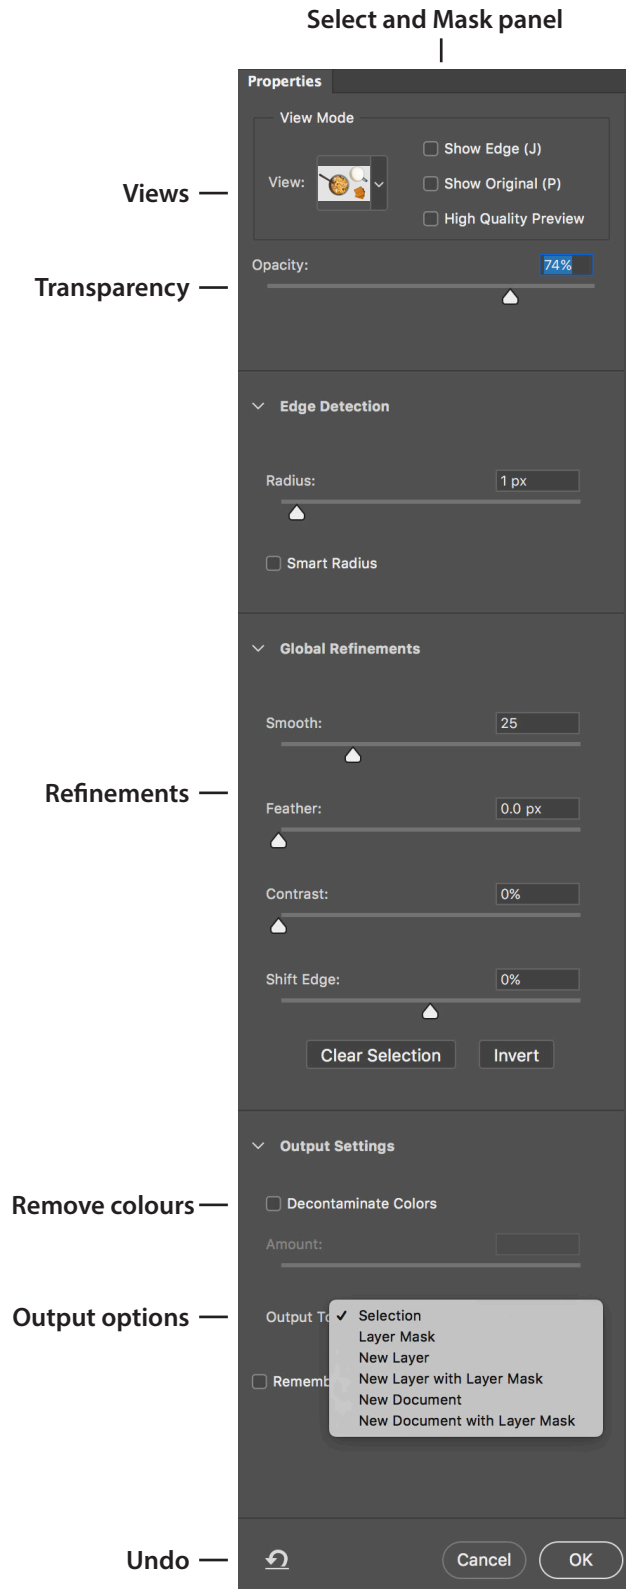 Select and Mask panel
Properties
View Mode
Show Edge (J)
Views
View:
Show Original (P)
High Quality Preview
Opacity:
74%
Transparency
Edge Detection
Radius:
1 px
Smart Radius
Global Refinements
Smooth:
25
Refinements
Feather:
0.0 px
Contrast:
0%
Shift Edge:
0%
Clear Selection
Invert
Output Settings
Remove colours
Decontaminate Colors
Amount:
Output options
Output To
✓ Selection
Layer Mask
New Layer
New Layer with Layer Mask
New Document
New Document with Layer Mask
Rememb
Undo
Cancel
OK